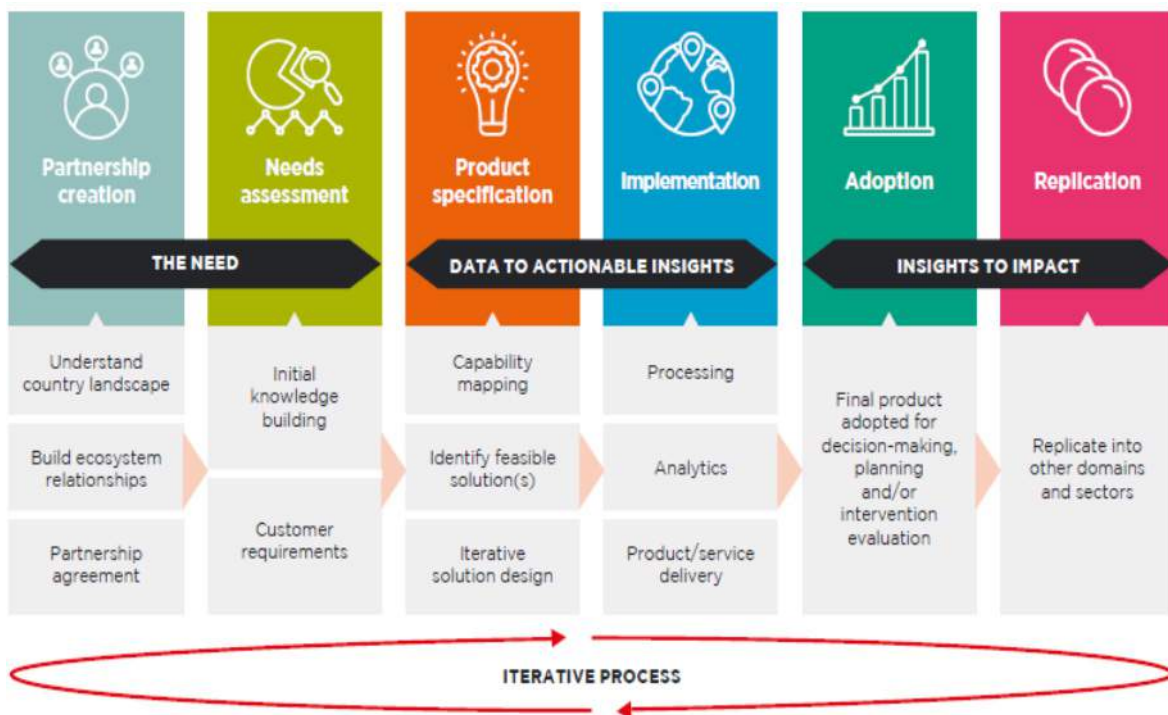 Partnership
creation
Needs
assessment
Product
specification
Implementation
Adoption
Replication
THE NEED
DATA TO ACTIONABLE INSIGHTS
INSIGHTS TO IMPACT
Understand
country landscape
Build ecosystem
relationships
Partnership
agreement
Initial
knowledge
building
Customer
requirements
Capability
mapping
Identify feasible
solution(s)
Iterative
solution design
Processing
Analytics
Product/service
delivery
Final product
adopted for
decision-making,
planning
and/or
intervention
evaluation
Replicate into
other domains
and sectors
ITERATIVE PROCESS